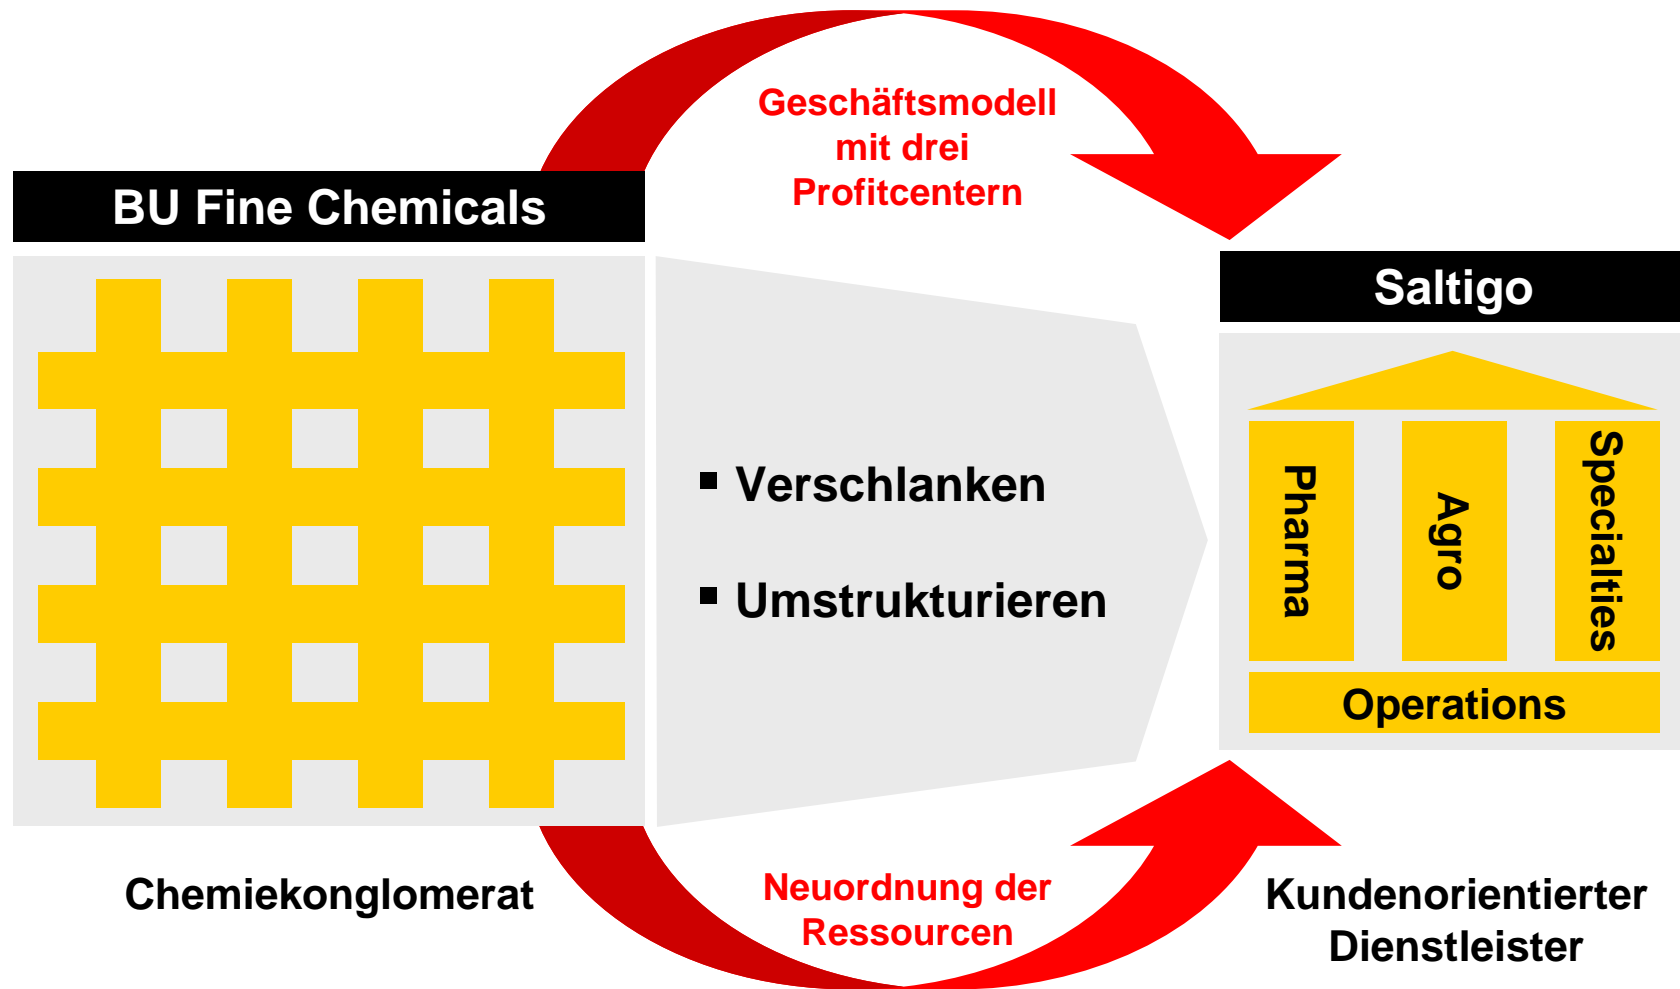 Geschäftsmodell
mit drei
Profitcentern
BU Fine Chemicals
Saltigo
▪ Verschlanken
▪ Umstrukturieren
Pharma
Agro
Specialties
Operations
Chemiekonglomerat
Neuordnung der
Ressourcen
Kundenorientierter
Dienstleister